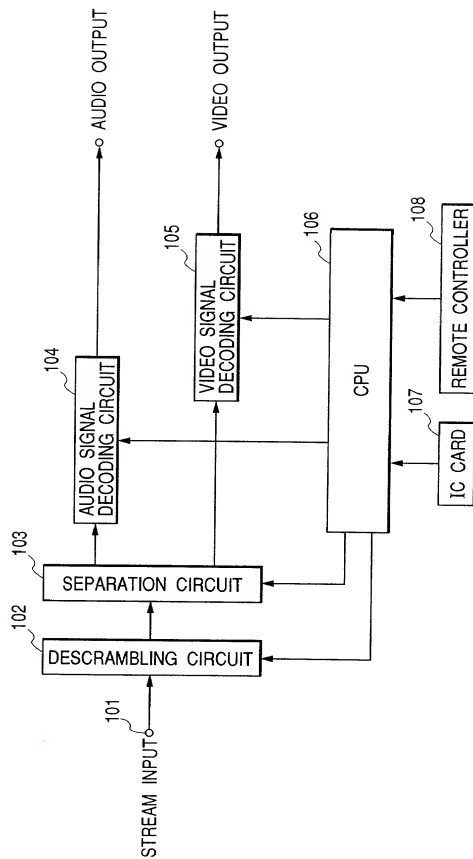 STREAM INPUT
101
102
DESCRAMBLING CIRCUIT
103
SEPARATION CIRCUIT
104
AUDIO SIGNAL
DECODING CIRCUIT
AUDIO OUTPUT
105
VIDEO SIGNAL
DECODING CIRCUIT
VIDEO OUTPUT
106
CPU
107
IC CARD
108
REMOTE CONTROLLER